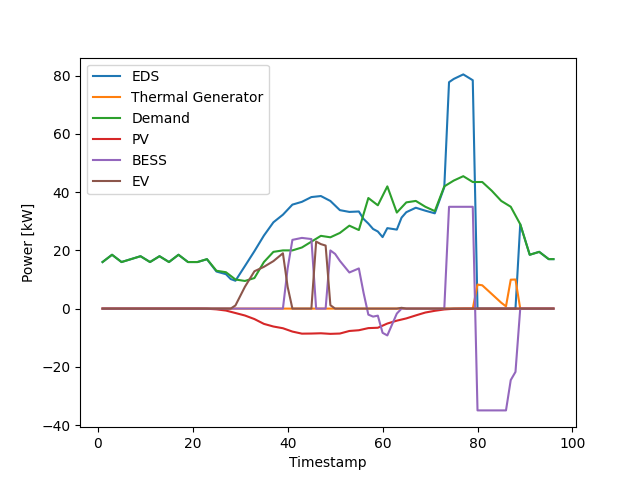 EDS
Thermal Generator
Demand
PV
BESS
EV
80
60
40
20
0
−20
−40
Power [kW]
0 20 40 60 80 100
Timestamp